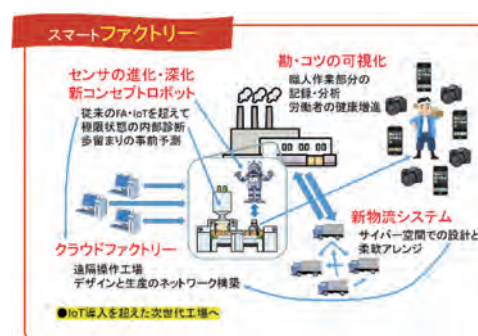 スマートファクトリー
センサの進化・深化
新コンセプトロボット
従来のFA・IoTを超えて
極限状態の内部診断
歩留まりの事前予測
勘・コツの可視化
職人作業部分の
記録・分析
労働者の健康増進
新物流システム
サイバー空間での設計と
柔軟アレンジ
クラウドファクトリー
遠隔操作工場
デザインと生産のネットワーク構築
●IoT導入を超えた次世代工場へ